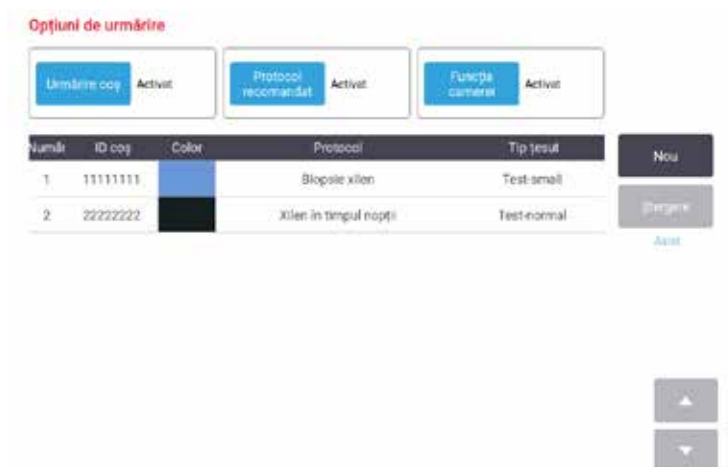 Opțiuni de urmărire
Urmărire coș Activat
Protocol recomandat Activat
Funcția camerei Activat
Număr ID coș Color Protocol Tip țesut
1 11111111 Biopsie xilen Test-small
2 22222222 Xilen în timpul nopții Test-normal
Nou
Ștergere